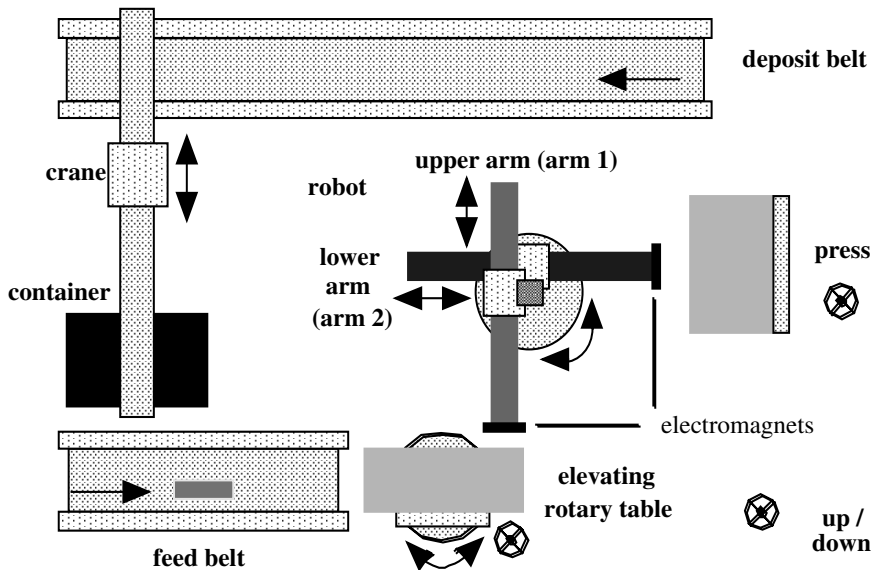 deposit belt
crane
upper arm (arm 1)
robot
lower
arm
(arm 2)
press
container
electromagnets
elevating
rotary table
up /
down
feed belt